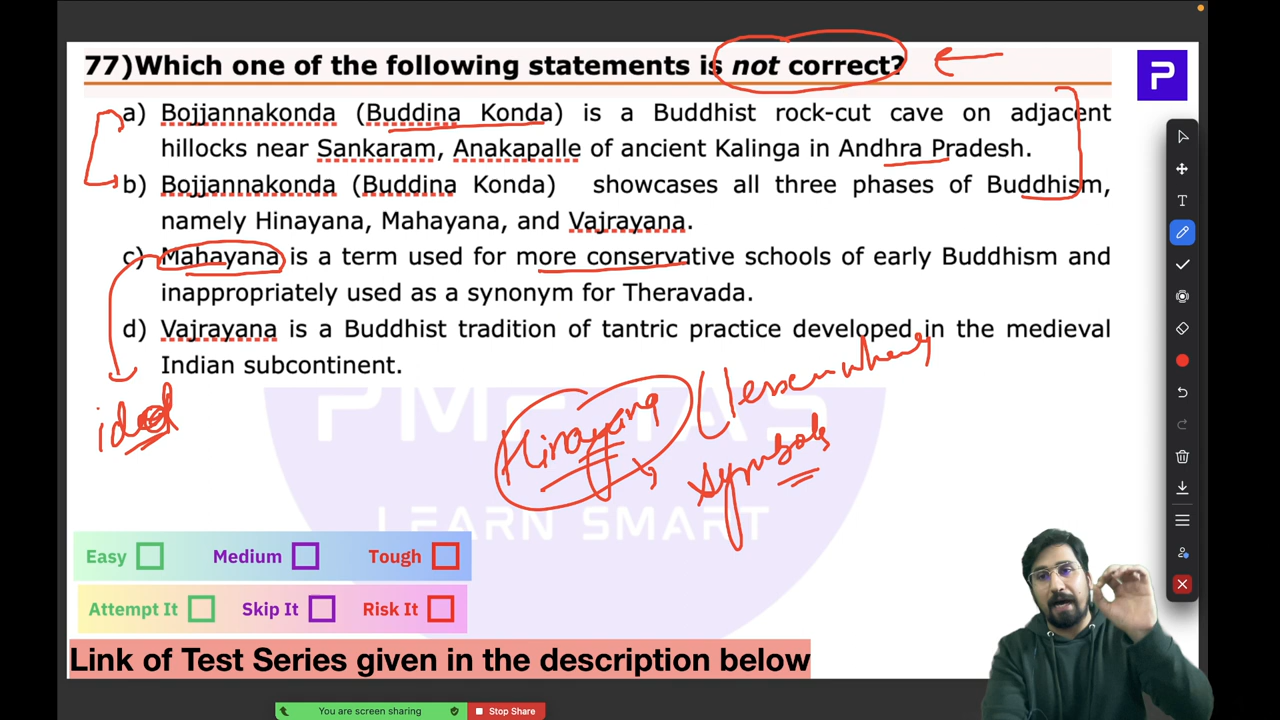 77)Which one of the following statements is not correct?
P
a) Bojjannakonda (Buddina Konda) is a Buddhist rock-cut cave on adjacent
hillocks near Sankaram, Anakapalle of ancient Kalinga in Andhra Pradesh.
b) Bojjannakonda (Buddina Konda) showcases all three phases of Buddhism,
namely Hinayana, Mahayana, and Vajrayana.
c) Mahayana is a term used for more conservative schools of early Buddhism and
inappropriately used as a synonym for Theravada.
d) Vajrayana is a Buddhist tradition of tantric practice developed in the medieval
Indian subcontinent.
Hinayana
symbols
LEARN SMART
Easy Medium Tough
Attempt It Skip It Risk It
Link of Test Series given in the description below
T
You are screen sharing Stop Share